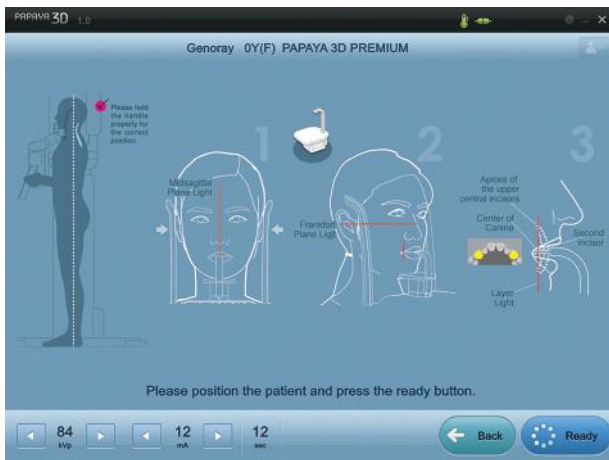 PAPAYA 3D 1.0
Genoray 0Y(F) PAPAYA 3D PREMIUM
Please hold
the handle
properly for
the correct
position.
1
Midsagittal
Plane Light
2
Frankfort
Plane Light
3
Apices of
the upper
central incisors
Center of
Canine
Second
Incisor
Layer
Light
Please position the patient and press the ready button.
84
kVp
12
mA
12
sec
Back
Ready